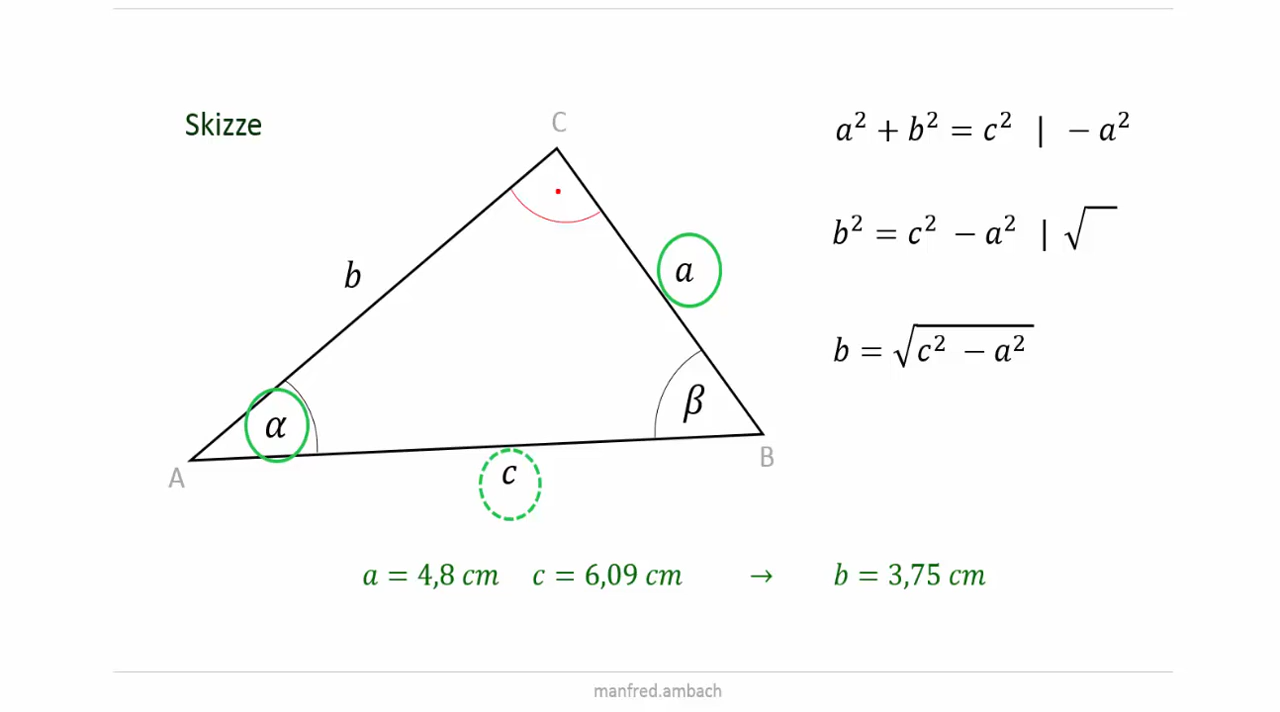 Skizze
C
a² + b² = c² | − a²
b² = c² − a² | √
b
a
b = √c² − a²
α
β
A
c
B
a = 4,8 cm c = 6,09 cm → b = 3,75 cm
manfred.ambach